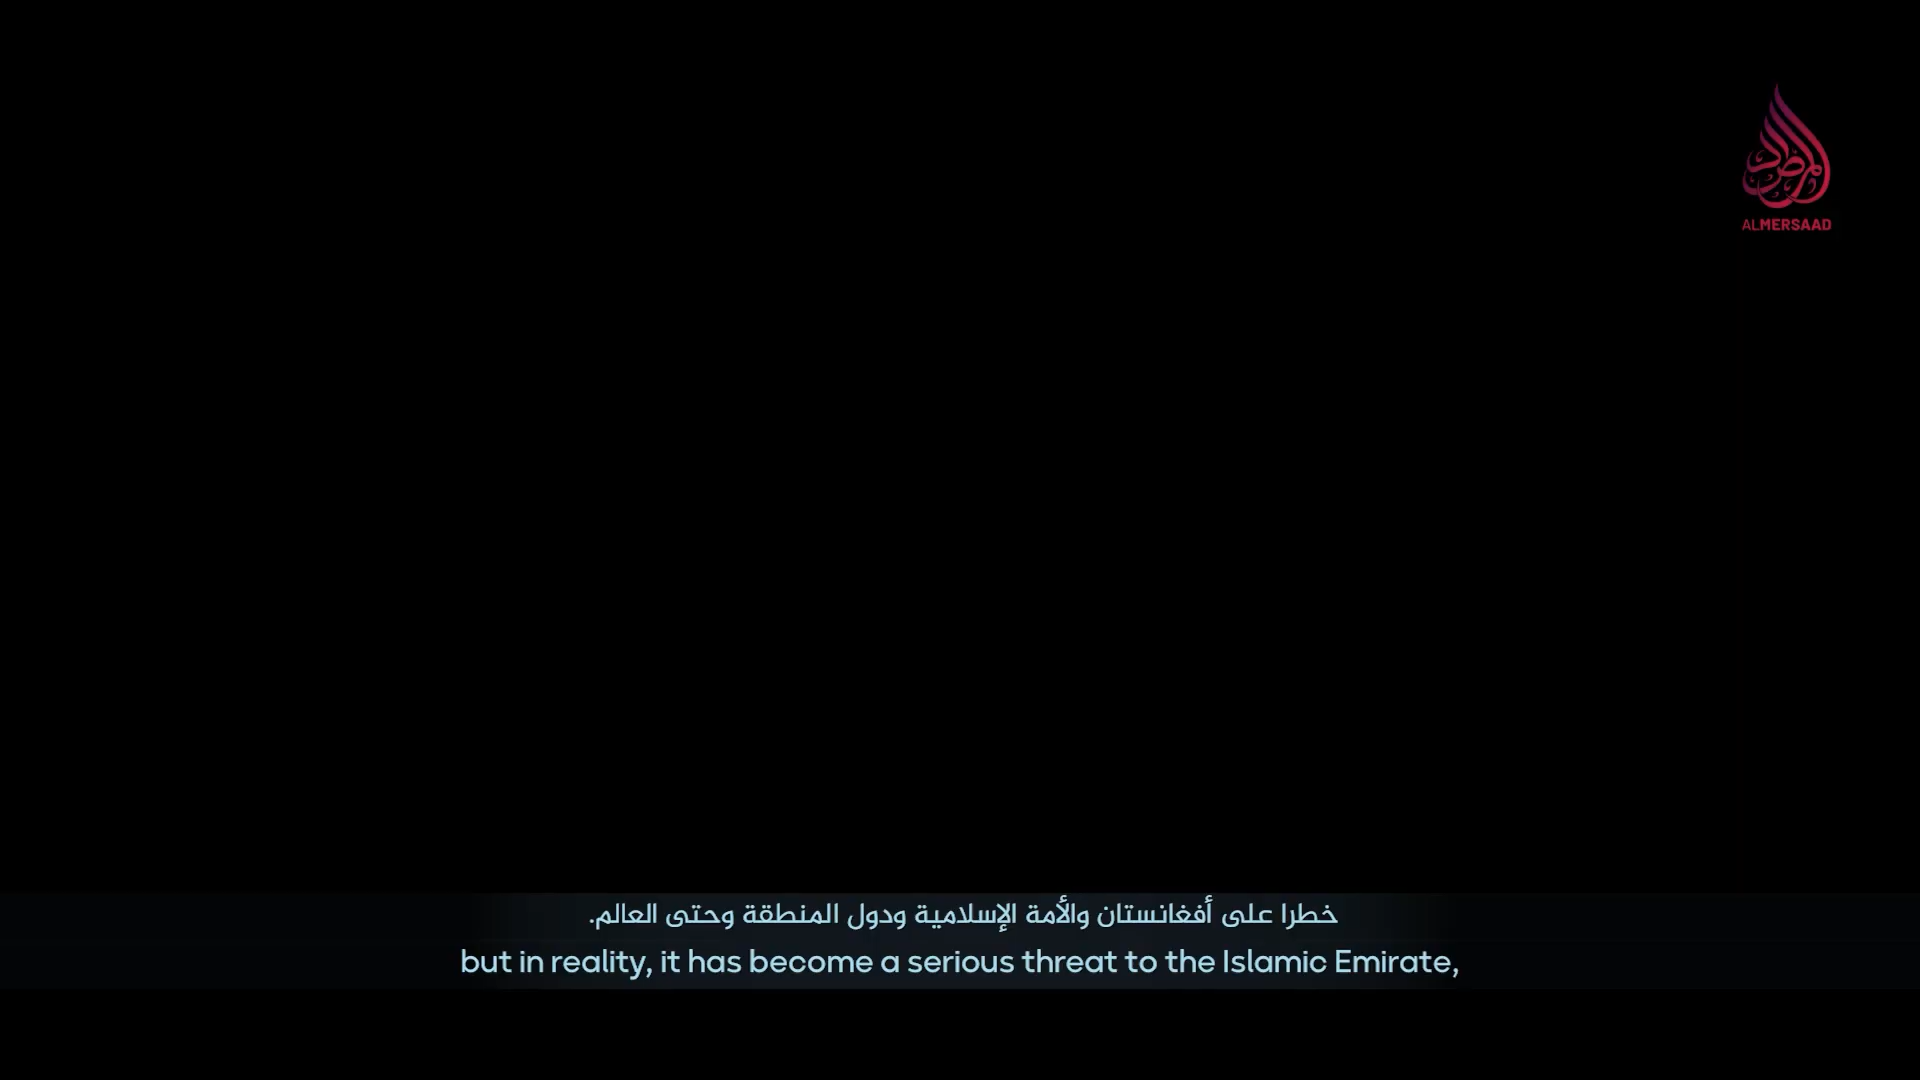 المرصاد
ALMERSAAD
خطرا على أفغانستان والأمة الإسلامية ودول المنطقة وحتى العالم.
but in reality, it has become a serious threat to the Islamic Emirate,